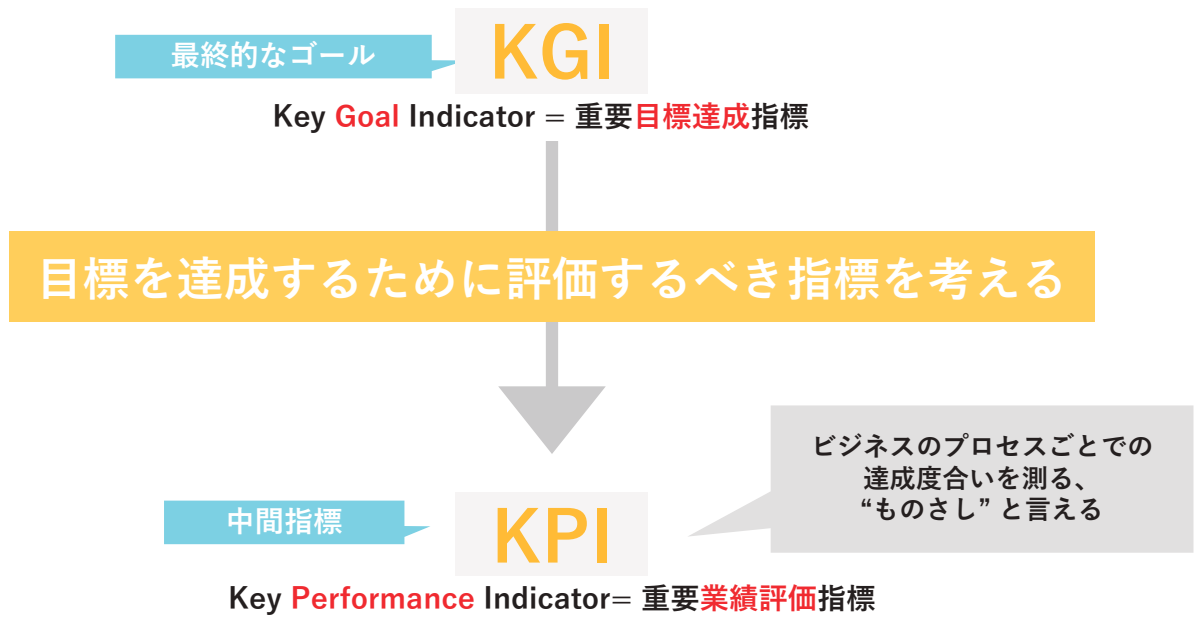 最終的なゴール
KGI
Key Goal Indicator = 重要目標達成指標
目標を達成するために評価するべき指標を考える
ビジネスのプロセスごとでの
達成度合いを測る、
“ものさし” と言える
中間指標
KPI
Key Performance Indicator= 重要業績評価指標